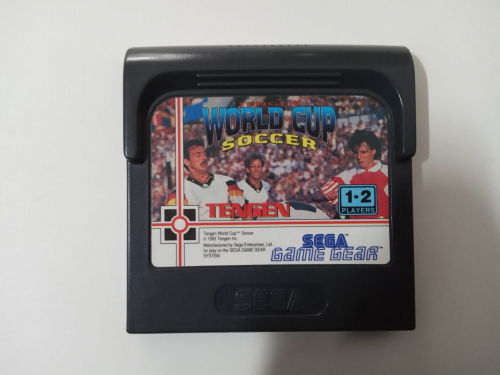 WORLD CUP
SOCCER
1-2
PLAYERS
TENGEN
Tengen World Cup™ Soccer
© 1993 Tengen Inc.
Manufactured by Sega Enterprises, Ltd.
for play on the SEGA GAME GEAR
SYSTEM.
SEGA
GAME GEAR
SEGA